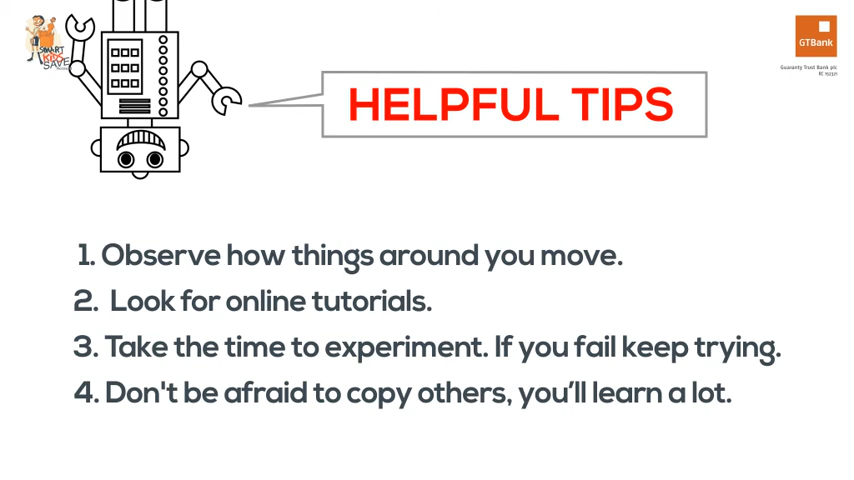 SMART
KIDS
SAVE
GTBank
Guaranty Trust Bank plc
HELPFUL TIPS
1. Observe how things around you move.
2. Look for online tutorials.
3. Take the time to experiment. If you fail keep trying.
4. Don't be afraid to copy others, you’ll learn a lot.